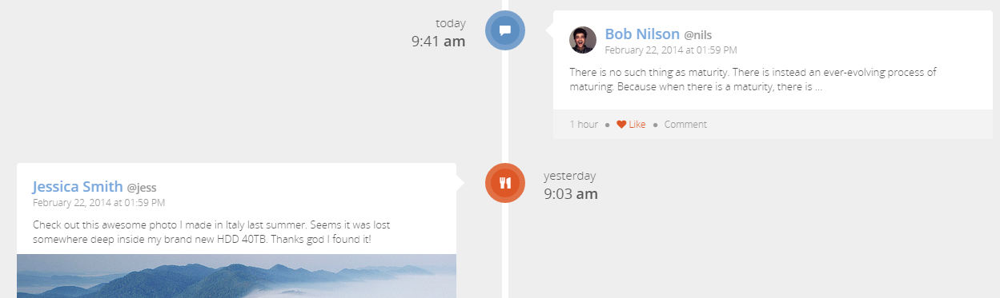 today
9:41 am
Bob Nilson @nils
February 22, 2014 at 01:59 PM
There is no such thing as maturity. There is instead an ever-evolving process of
maturing. Because when there is a maturity, there is ...
1 hour ● Like ● Comment
yesterday
9:03 am
Jessica Smith @jess
February 22, 2014 at 01:59 PM
Check out this awesome photo I made in Italy last summer. Seems it was lost
somewhere deep inside my brand new HDD 40TB. Thanks god I found it!